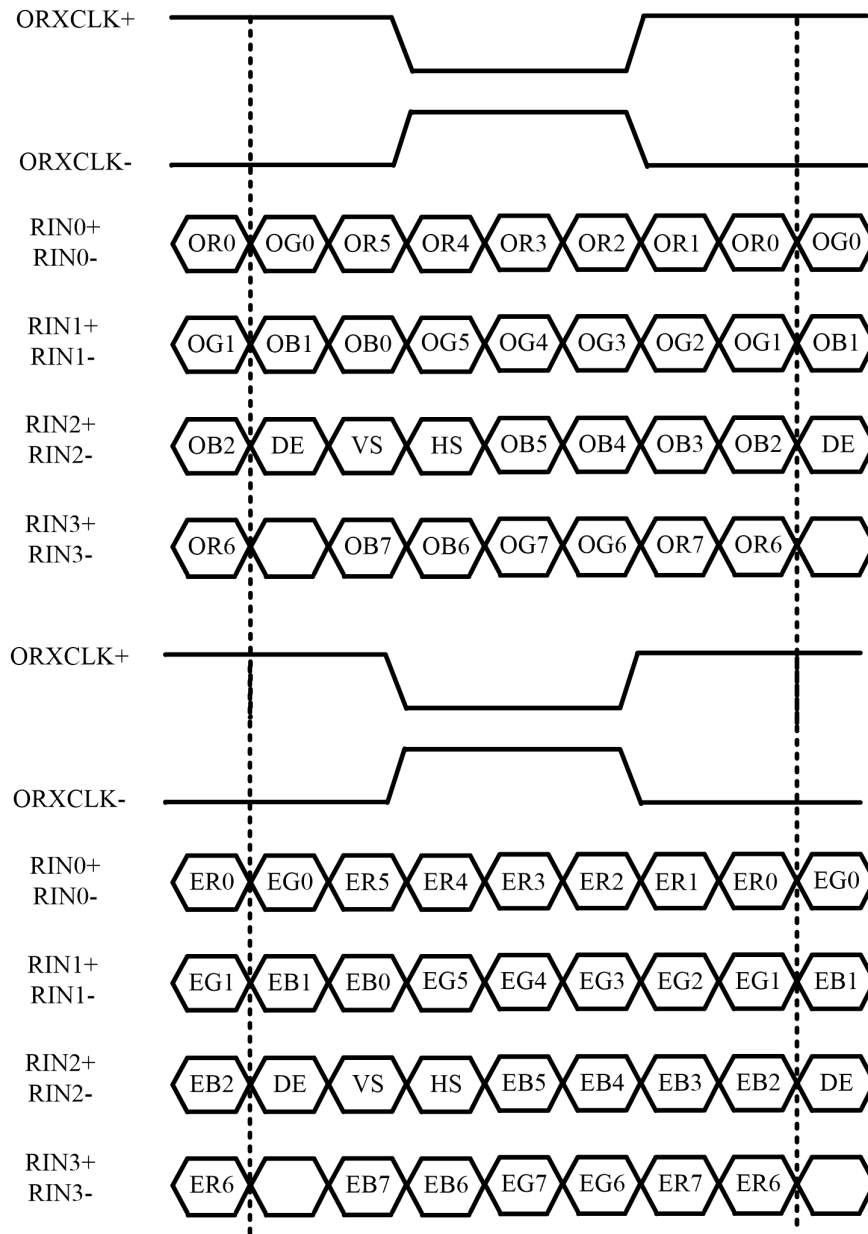 ORXCLK+
ORXCLK-
RIN0+
RIN0-
OR0 OG0 OR5 OR4 OR3 OR2 OR1 OR0 OG0
RIN1+
RIN1-
OG1 OB1 OB0 OG5 OG4 OG3 OG2 OG1 OB1
RIN2+
RIN2-
OB2 DE VS HS OB5 OB4 OB3 OB2 DE
RIN3+
RIN3-
OR6 OB7 OB6 OG7 OG6 OR7 OR6
ORXCLK+
ORXCLK-
RIN0+
RIN0-
ER0 EG0 ER5 ER4 ER3 ER2 ER1 ER0 EG0
RIN1+
RIN1-
EG1 EB1 EB0 EG5 EG4 EG3 EG2 EG1 EB1
RIN2+
RIN2-
EB2 DE VS HS EB5 EB4 EB3 EB2 DE
RIN3+
RIN3-
ER6 EB7 EB6 EG7 EG6 ER7 ER6